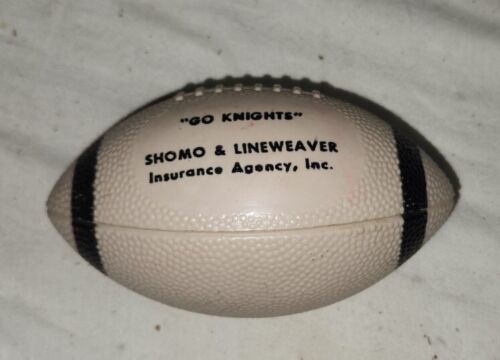 "GO KNIGHTS"
SHOMO & LINEWEAVER
Insurance Agency, Inc.